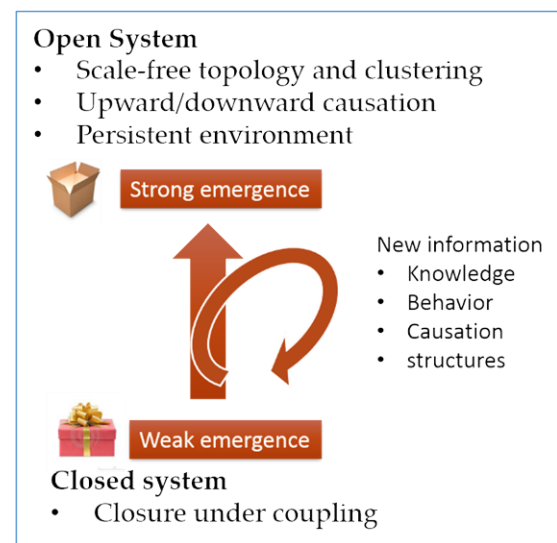 Open System
• Scale-free topology and clustering
• Upward/downward causation
• Persistent environment
Strong emergence
New information
• Knowledge
• Behavior
• Causation
• structures
Weak emergence
Closed system
• Closure under coupling